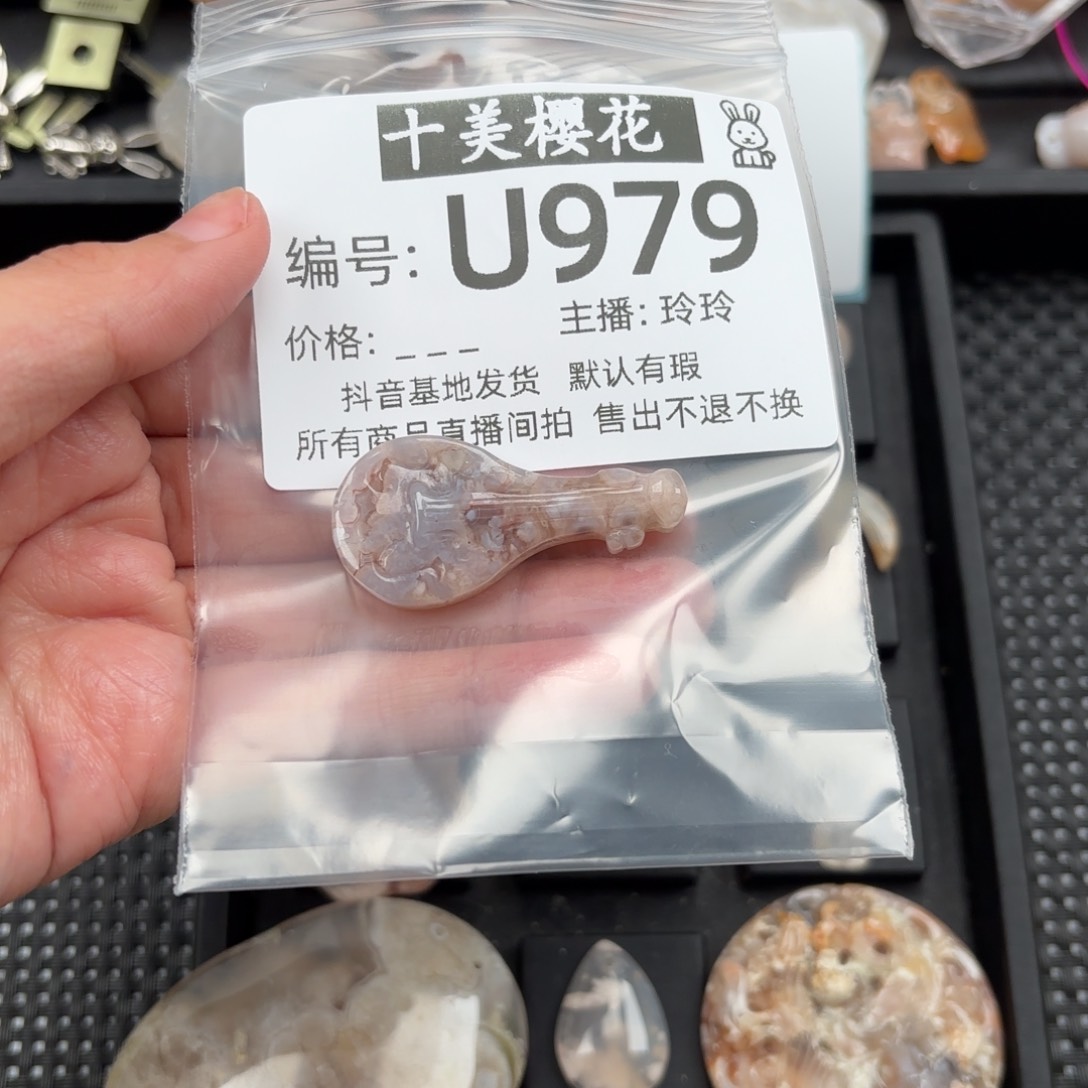 十美樱花
编号: U979
价格: _ _ _ 主播: 玲玲
抖音基地发货 默认有瑕
所有商品直播间拍 售出不退不换